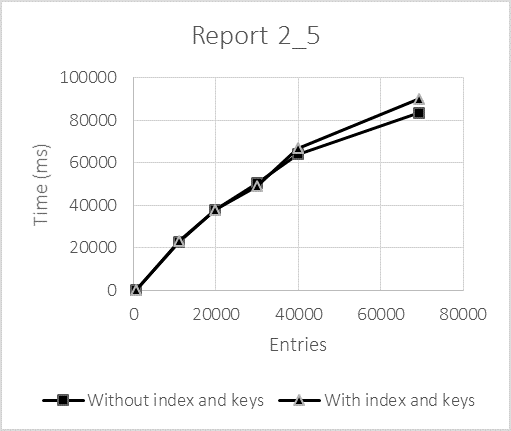 Report 2_5
100000
80000
60000
40000
20000
0
Time (ms)
0 20000 40000 60000 80000
Entries
Without index and keys With index and keys